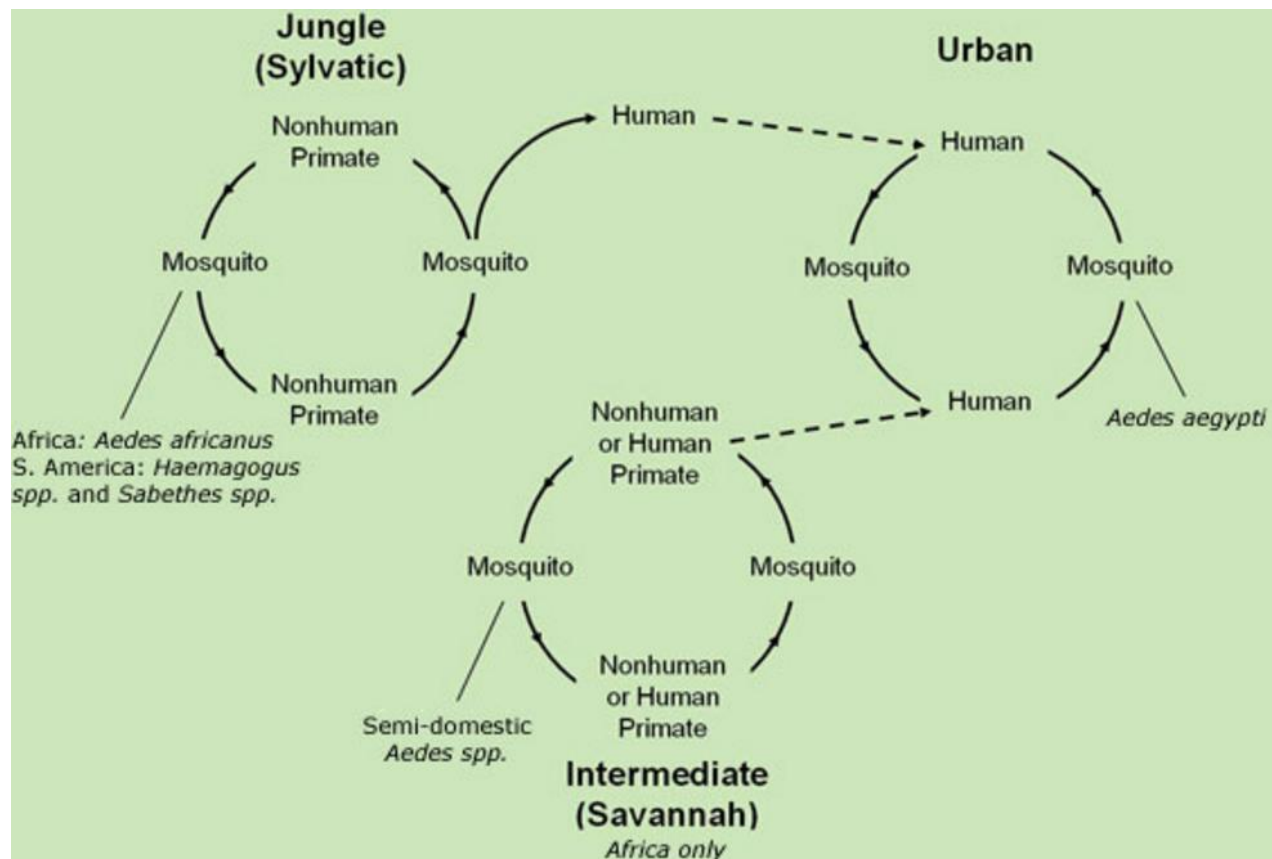 Jungle
(Sylvatic)
Nonhuman
Primate
Mosquito
Mosquito
Nonhuman
Primate
Africa: Aedes africanus
S. America: Haemagogus
spp. and Sabethes spp.
Human
Urban
Human
Mosquito
Mosquito
Human
Aedes aegypti
Nonhuman
or Human
Primate
Mosquito
Mosquito
Nonhuman
or Human
Primate
Semi-domestic
Aedes spp.
Intermediate
(Savannah)
Africa only